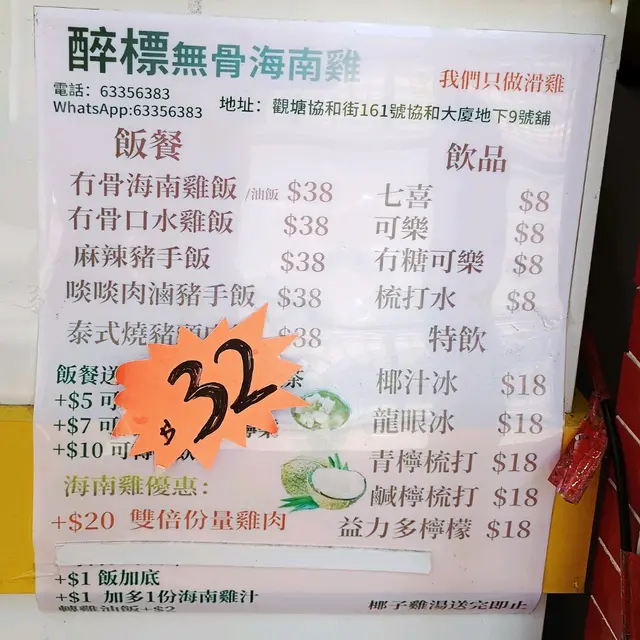 醉標無骨海南雞
電話：63356383
WhatsApp:63356383
我們只做滑雞
地址：觀塘協和街161號協和大廈地下9號舖
飯餐
冇骨海南雞飯/油飯 $38
冇骨口水雞飯 $38
麻辣豬手飯 $38
啖啖肉滷豬手飯 $38
泰式燒豬 $38
$32
飯餐送 茶
+$5 可
+$7 可
+$10 可
海南雞優惠：
+$20 雙倍份量雞肉
+$1 飯加底
+$1 加多1份海南雞汁
轉雞油飯+$2
飲品
七喜 $8
可樂 $8
冇糖可樂 $8
梳打水 $8
特飲
椰汁冰 $18
龍眼冰 $18
青檸梳打 $18
鹹檸梳打 $18
益力多檸檬 $18
椰子雞湯送完即止